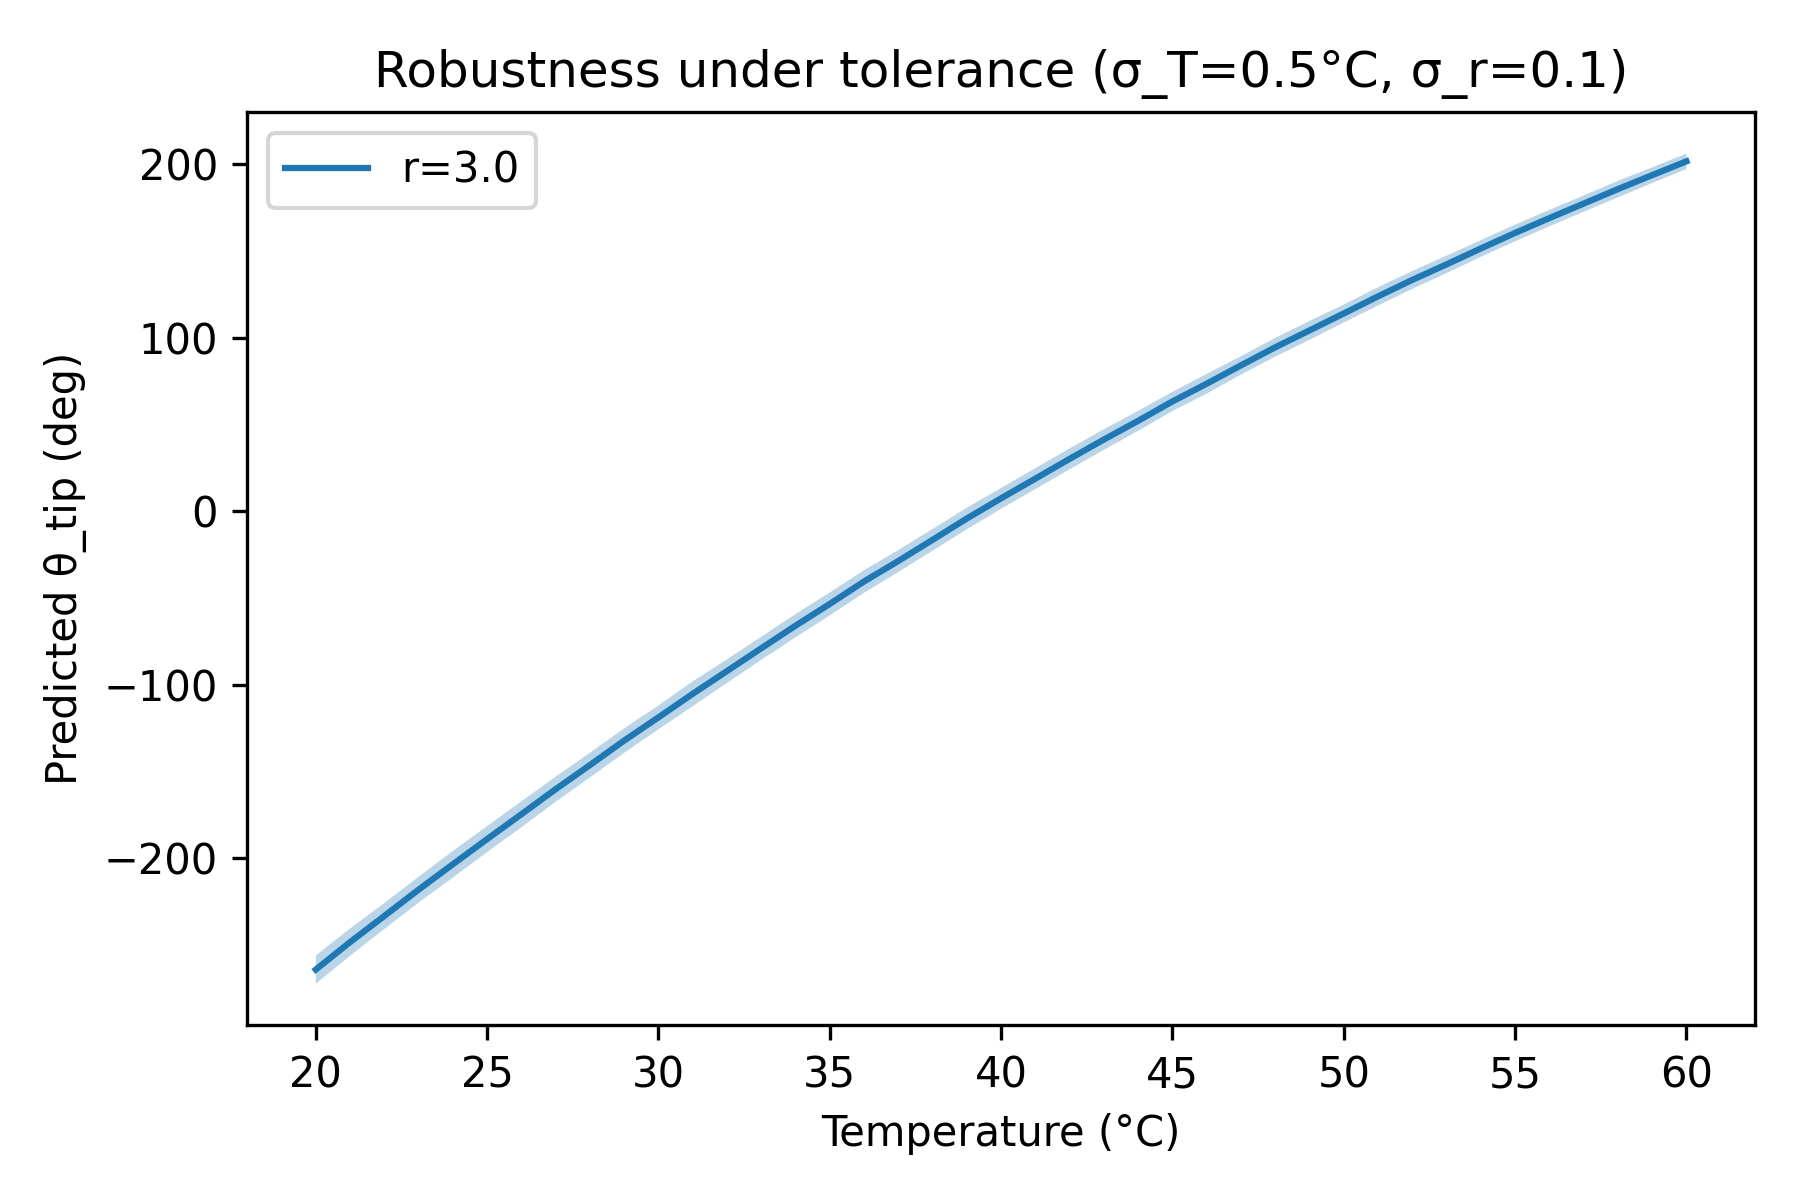 Robustness under tolerance (σ_T=0.5°C, σ_r=0.1)
r=3.0
200
100
0
−100
−200
Predicted θ_tip (deg)
20 25 30 35 40 45 50 55 60
Temperature (°C)